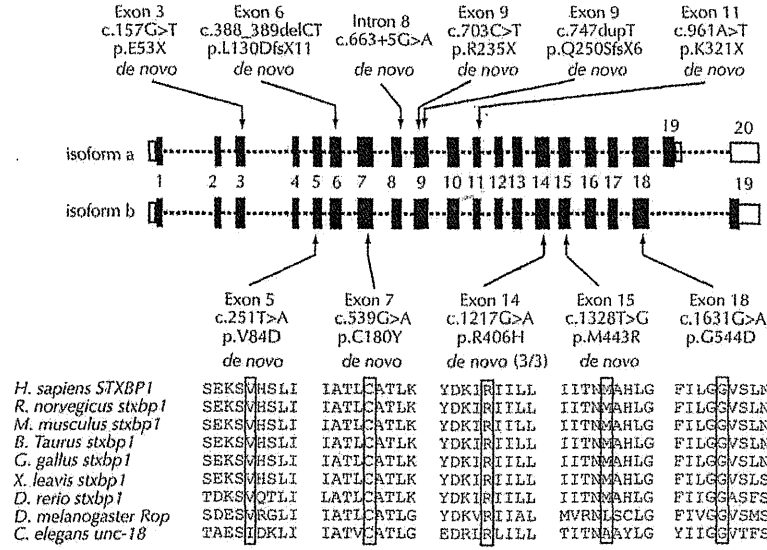 Exon 3 Exon 6 Intron 8 Exon 9 Exon 9 Exon 11
c.157G>T c.388_389delCT c.663+5G>A c.703C>T c.747dupT c.961A>T
p.E53X p.L130DfsX11 p.R235X p.Q250SfsX6 p.K321X
de novo de novo de novo de novo de novo de novo
19 20
isoform a
1 2 3 4 5 6 7 8 9 10 11 12 13 14 15 16 17 18 19
isoform b
Exon 5 Exon 7 Exon 14 Exon 15 Exon 18
c.251T>A c.539G>A c.1217G>A c.1328T>G c.1631G>A
p.V84D p.C180Y p.R406H p.M443R p.G544D
de novo de novo de novo (3/3) de novo
H. sapiens STXBP1 SEKSVHSLI IATLCATLK YDKIRIILL IITNMAHLG FILGGVSLN
R. norvegicus stxbp1 SEKSVHSLI IATLCATLK YDKIRIILL IITNMAHLG FILGGVSLN
M. musculus stxbp1 SEKSVHSLI IATLCATLK YDKIRIILL IITNMAHLG FILGGVSLN
B. Taurus stxbp1 SEKSVHSLI IATLCATLK YDKIRIILL IITNMAHLG FILGGVSLN
G. gallus stxbp1 SEKSVHSLI IATLCATLK YDKIRIILL IITNMAHLG FIIGGVSLN
X. leavis stxbp1 SEKSVHSLI IATLCATLK YDKIRIILL IITNMAHLG FILGGVSLN
D. rerio stxbp1 TDKSVQTLI LATLCATLK YDKIRIILL IITNMAHLG FIIGGASFS
D. melanogaster Rop SDESVRGLI IATLCATLG YDKVRIIAL MVRNLSCLG FIVGGVSMS
C. elegans unc-18 TAESIDKLI IATVCATLG EDRLRLILL TITNAAYLG YIIGGVTFS